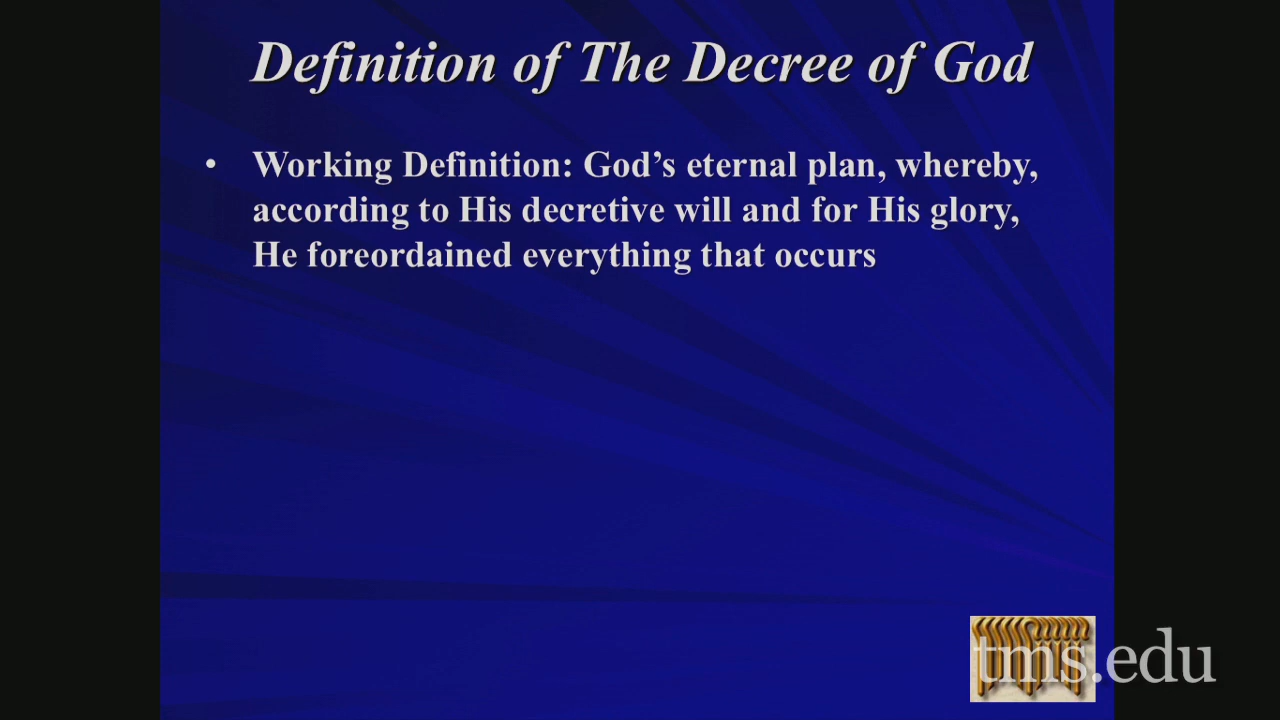 Definition of The Decree of God
• Working Definition: God’s eternal plan, whereby,
according to His decretive will and for His glory,
He foreordained everything that occurs
tms.edu